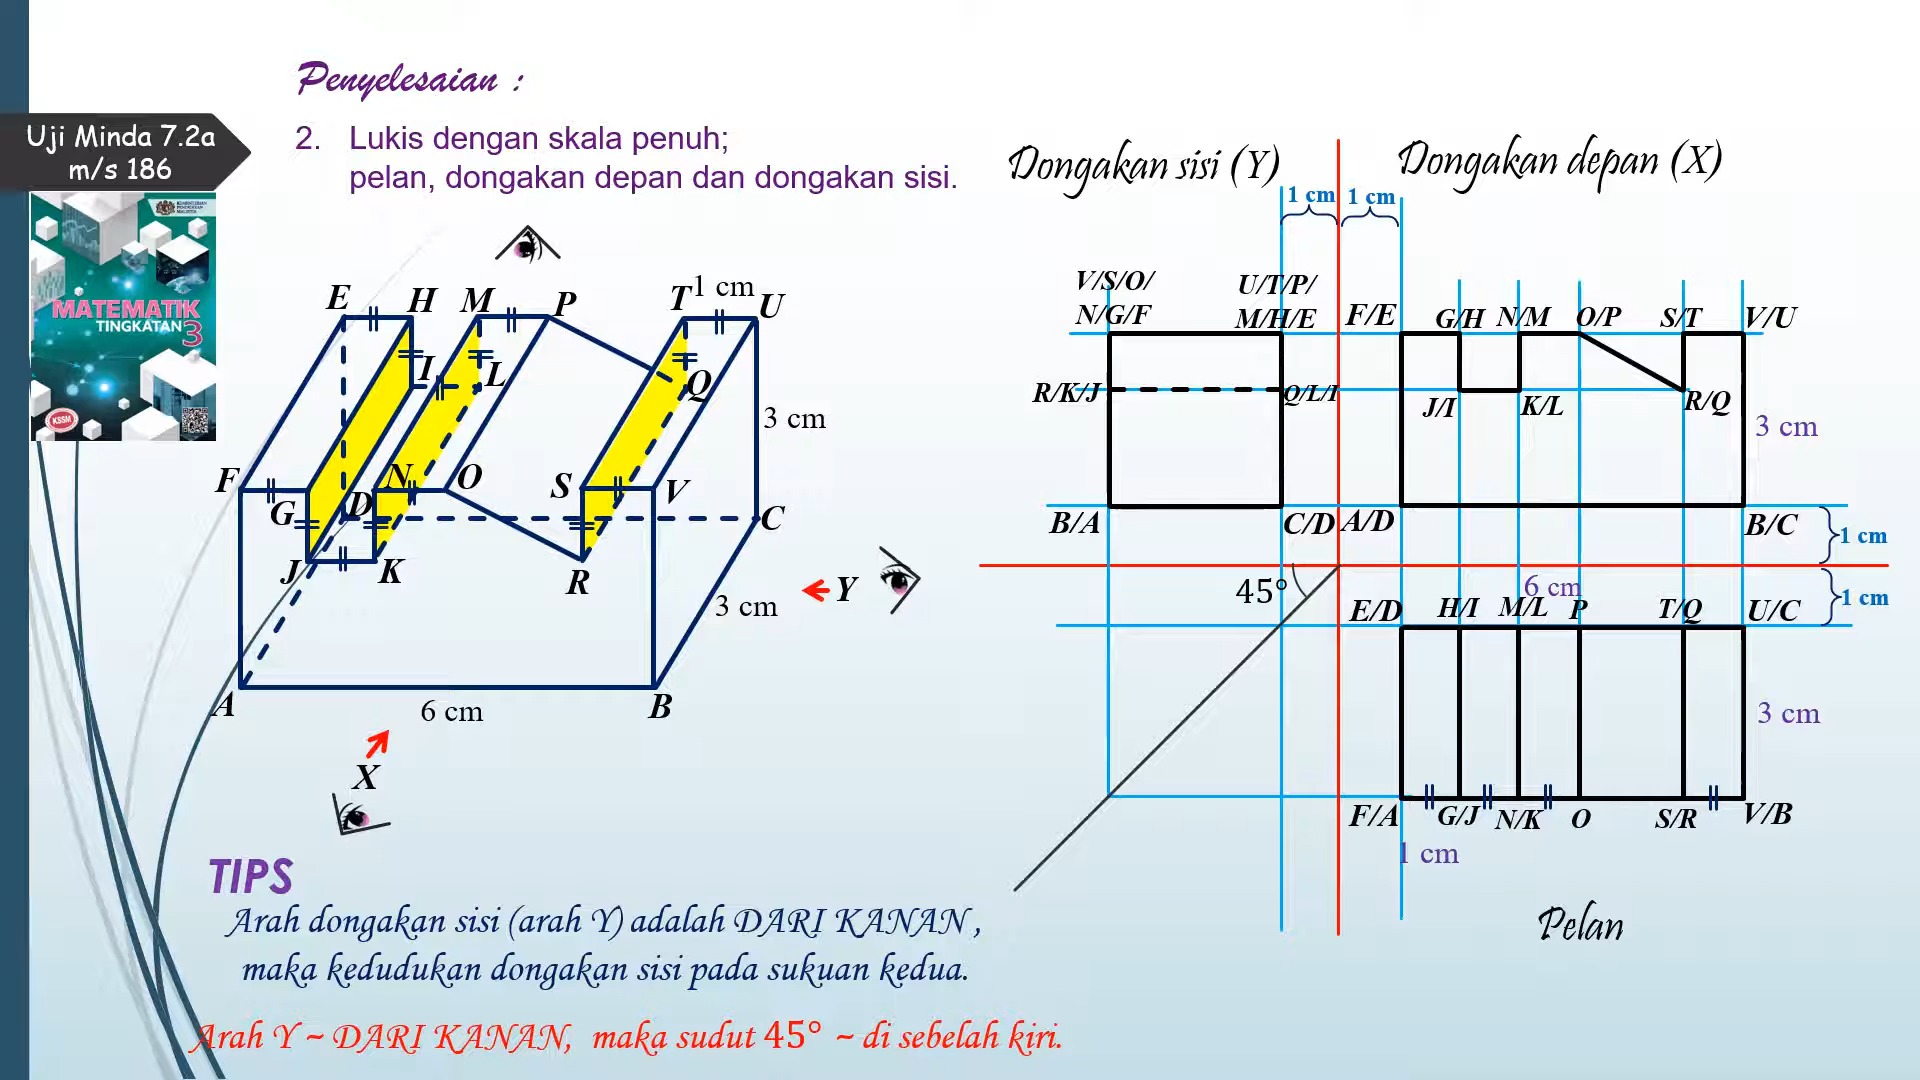 Penyelesaian :
Uji Minda 7.2a
m/s 186
2. Lukis dengan skala penuh;
pelan, dongakan depan dan dongakan sisi.
MATEMATIK
TINGKATAN 3
KSSM
E H M P T 1 cm U
I L Q
3 cm
F G D N O S V
C
J K R
Y
3 cm
A 6 cm B
X
Dongakan sisi (Y)
Dongakan depan (X)
1 cm 1 cm
V/S/O/
N/G/F
U/T/P/
M/H/E
F/E G/H N/M O/P S/T V/U
R/K/J Q/L/I
J/I K/L R/Q
3 cm
B/A C/D A/D B/C
1 cm
45°
6 cm
1 cm
E/D H/I M/L P T/Q U/C
3 cm
F/A G/J N/K O S/R V/B
1 cm
Pelan
TIPS
Arah dongakan sisi (arah Y) adalah DARI KANAN ,
maka kedudukan dongakan sisi pada sukuan kedua.
Arah Y ~ DARI KANAN, maka sudut 45° ~ di sebelah kiri.